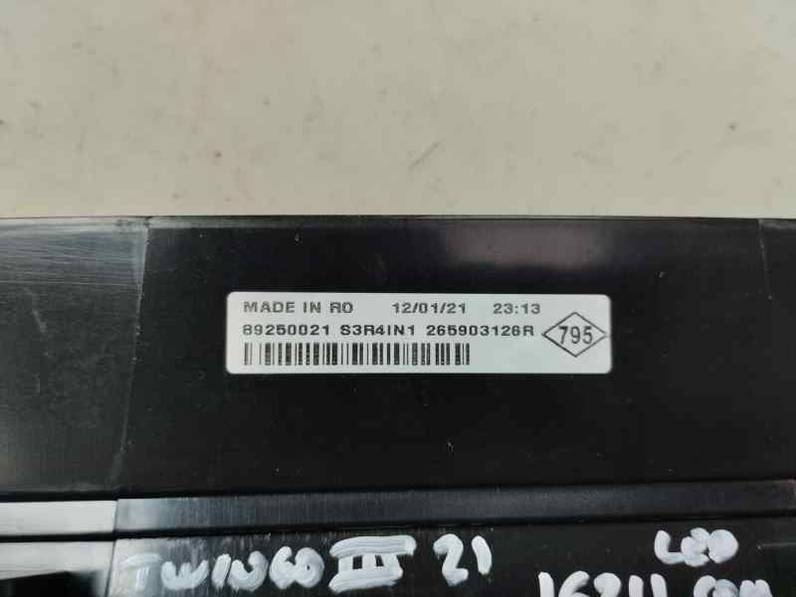 MADE IN RO 12/01/21 23:13
89250021 S3R4IN1 265903126R 795
TWINGO III 21 LED